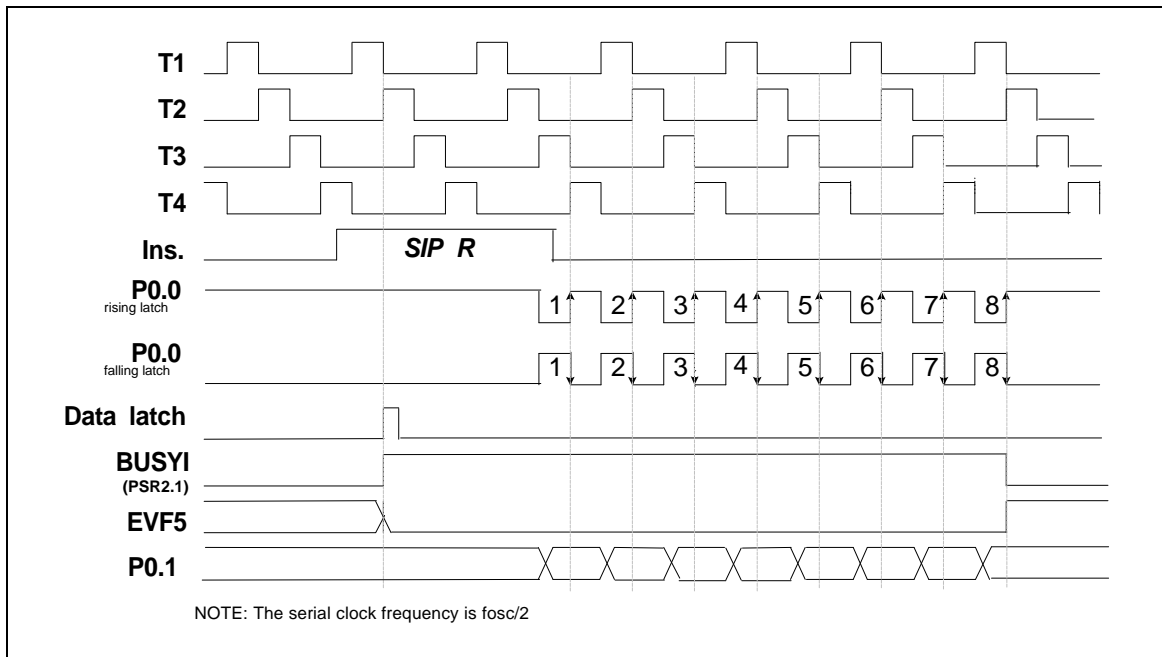 T1
T2
T3
T4
Ins.
SIP R
P0.0
rising latch
1 2 3 4 5 6 7 8
P0.0
falling latch
1 2 3 4 5 6 7 8
Data latch
BUSYI
(PSR2.1)
EVF5
P0.1
NOTE: The serial clock frequency is fosc/2